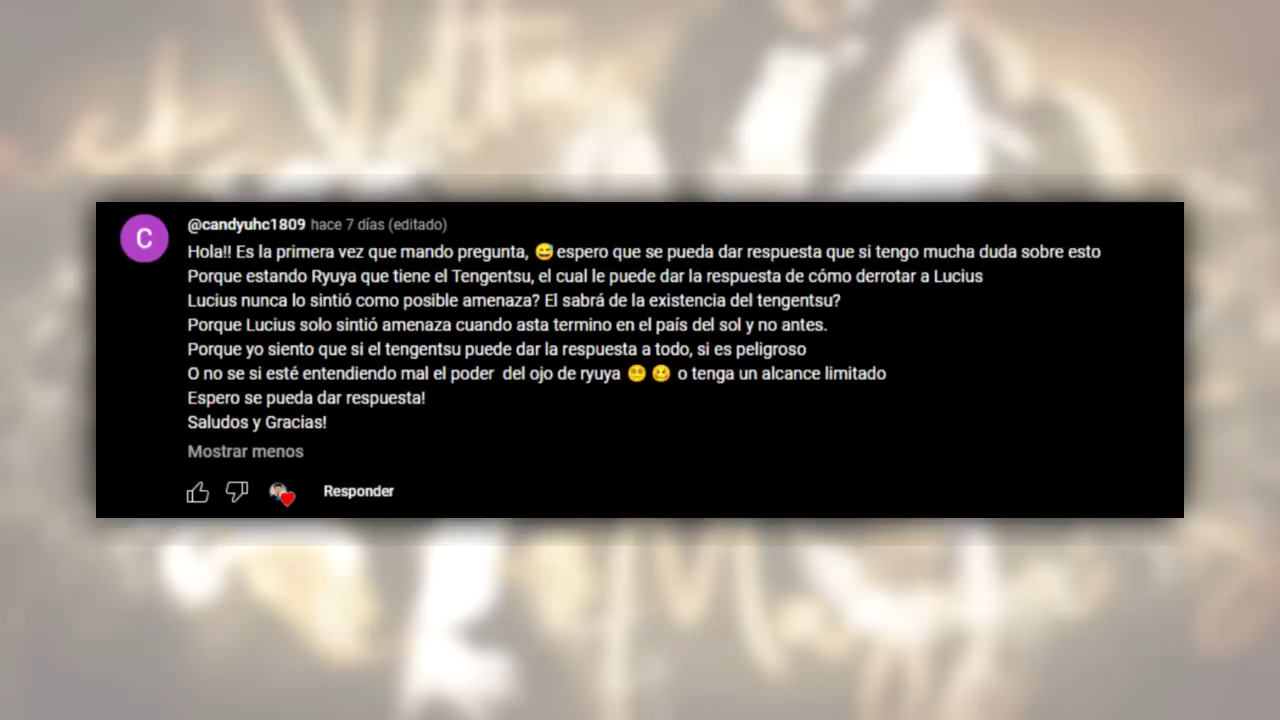 C
@candyuhc1809 hace 7 días (editado)
Hola!! Es la primera vez que mando pregunta, 😅 espero que se pueda dar respuesta que si tengo mucha duda sobre esto
Porque estando Ryuya que tiene el Tengentsu, el cual le puede dar la respuesta de cómo derrotar a Lucius
Lucius nunca lo sintió como posible amenaza? El sabrá de la existencia del tengentsu?
Porque Lucius solo sintió amenaza cuando asta termino en el país del sol y no antes.
Porque yo siento que si el tengentsu puede dar la respuesta a todo, si es peligroso
O no se si esté entendiendo mal el poder  del ojo de ryuya 😵‍💫 🥴 o tenga un alcance limitado
Espero se pueda dar respuesta!
Saludos y Gracias!
Mostrar menos
Responder